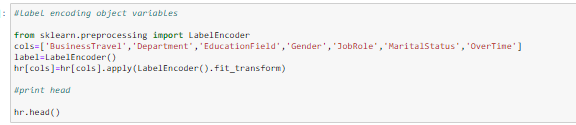 :
#Label encoding object variables
from sklearn.preprocessing import LabelEncoder
cols=['BusinessTravel','Department','EducationField','Gender','JobRole','MaritalStatus','OverTime']
label=LabelEncoder()
hr[cols]=hr[cols].apply(LabelEncoder().fit_transform)
#print head
hr.head()